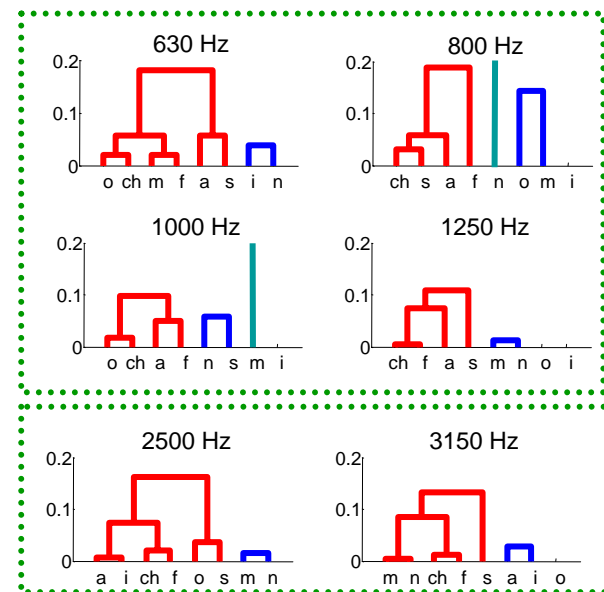 630 Hz
0.2
0.1
0
o ch m f a s i n
800 Hz
0.2
0.1
0
ch s a f n o m i
1000 Hz
0.2
0.1
0
o ch a f n s m i
1250 Hz
0.2
0.1
0
ch f a s m n o i
2500 Hz
0.2
0.1
0
a i ch f o s m n
3150 Hz
0.2
0.1
0
m n ch f s a i o